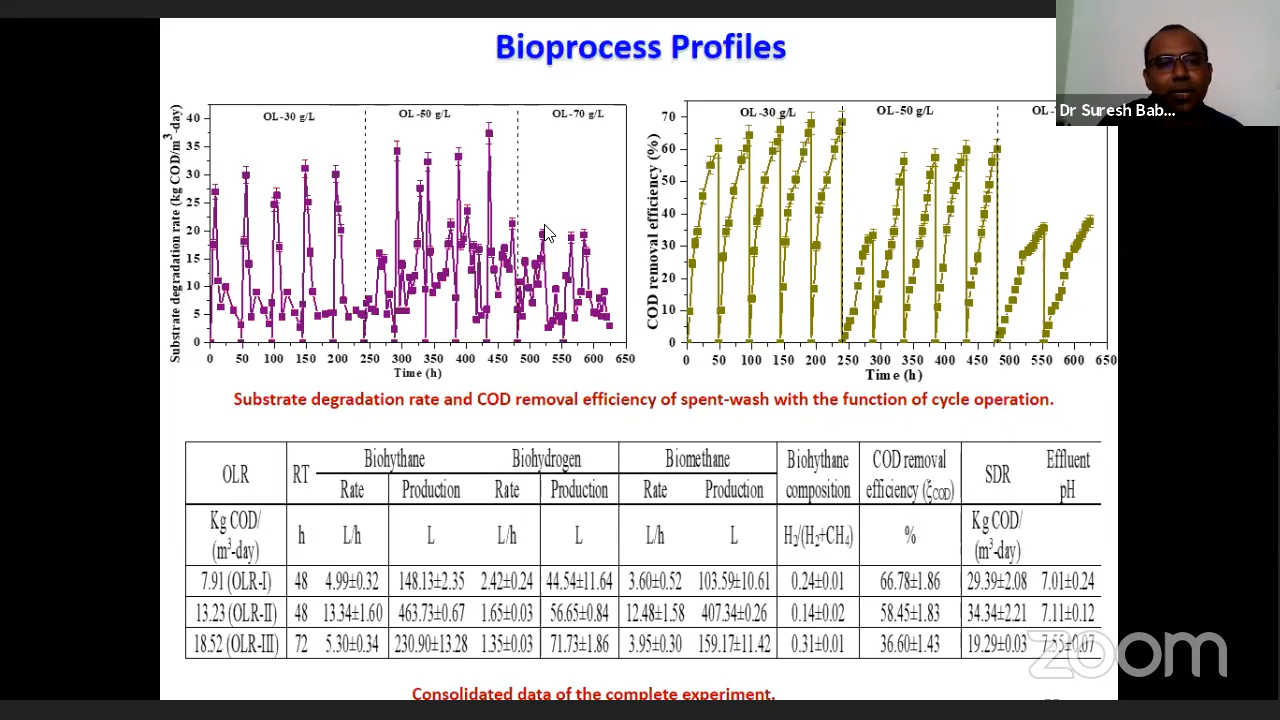 Bioprocess Profiles
Dr Suresh Bab...
Substrate degradation rate (kg COD/m³-day)
OL-30 g/L
OL-50 g/L
OL-70 g/L
40
35
30
25
20
15
10
5
0
0 50 100 150 200 250 300 350 400 450 500 550 600 650
Time (h)
COD removal efficiency (%)
OL-30 g/L
OL-50 g/L
70
60
50
40
30
20
10
0
0 50 100 150 200 250 300 350 400 450 500 550 600 650
Time (h)
Substrate degradation rate and COD removal efficiency of spent-wash with the function of cycle operation.
OLR RT Biohythane Biohydrogen Biomethane Biohythane composition COD removal efficiency (ξCOD) SDR Effluent pH
Rate Production Rate Production Rate Production
Kg COD/ (m³-day) h L/h L L/h L L/h L H₂/(H₂+CH₄) % Kg COD/ (m³-day)
7.91 (OLR-I) 48 4.99±0.32 148.13±2.35 2.42±0.24 44.54±11.64 3.60±0.52 103.59±10.61 0.24±0.01 66.78±1.86 29.39±2.08 7.01±0.24
13.23 (OLR-II) 48 13.34±1.60 463.73±0.67 1.65±0.03 56.65±0.84 12.48±1.58 407.34±0.26 0.14±0.02 58.45±1.83 34.34±2.21 7.11±0.12
18.52 (OLR-III) 72 5.30±0.34 230.90±13.28 1.35±0.03 71.73±1.86 3.95±0.30 159.17±11.42 0.31±0.01 36.60±1.43 19.29±0.03 7.55±0.07
zoom
Consolidated data of the complete experiment.